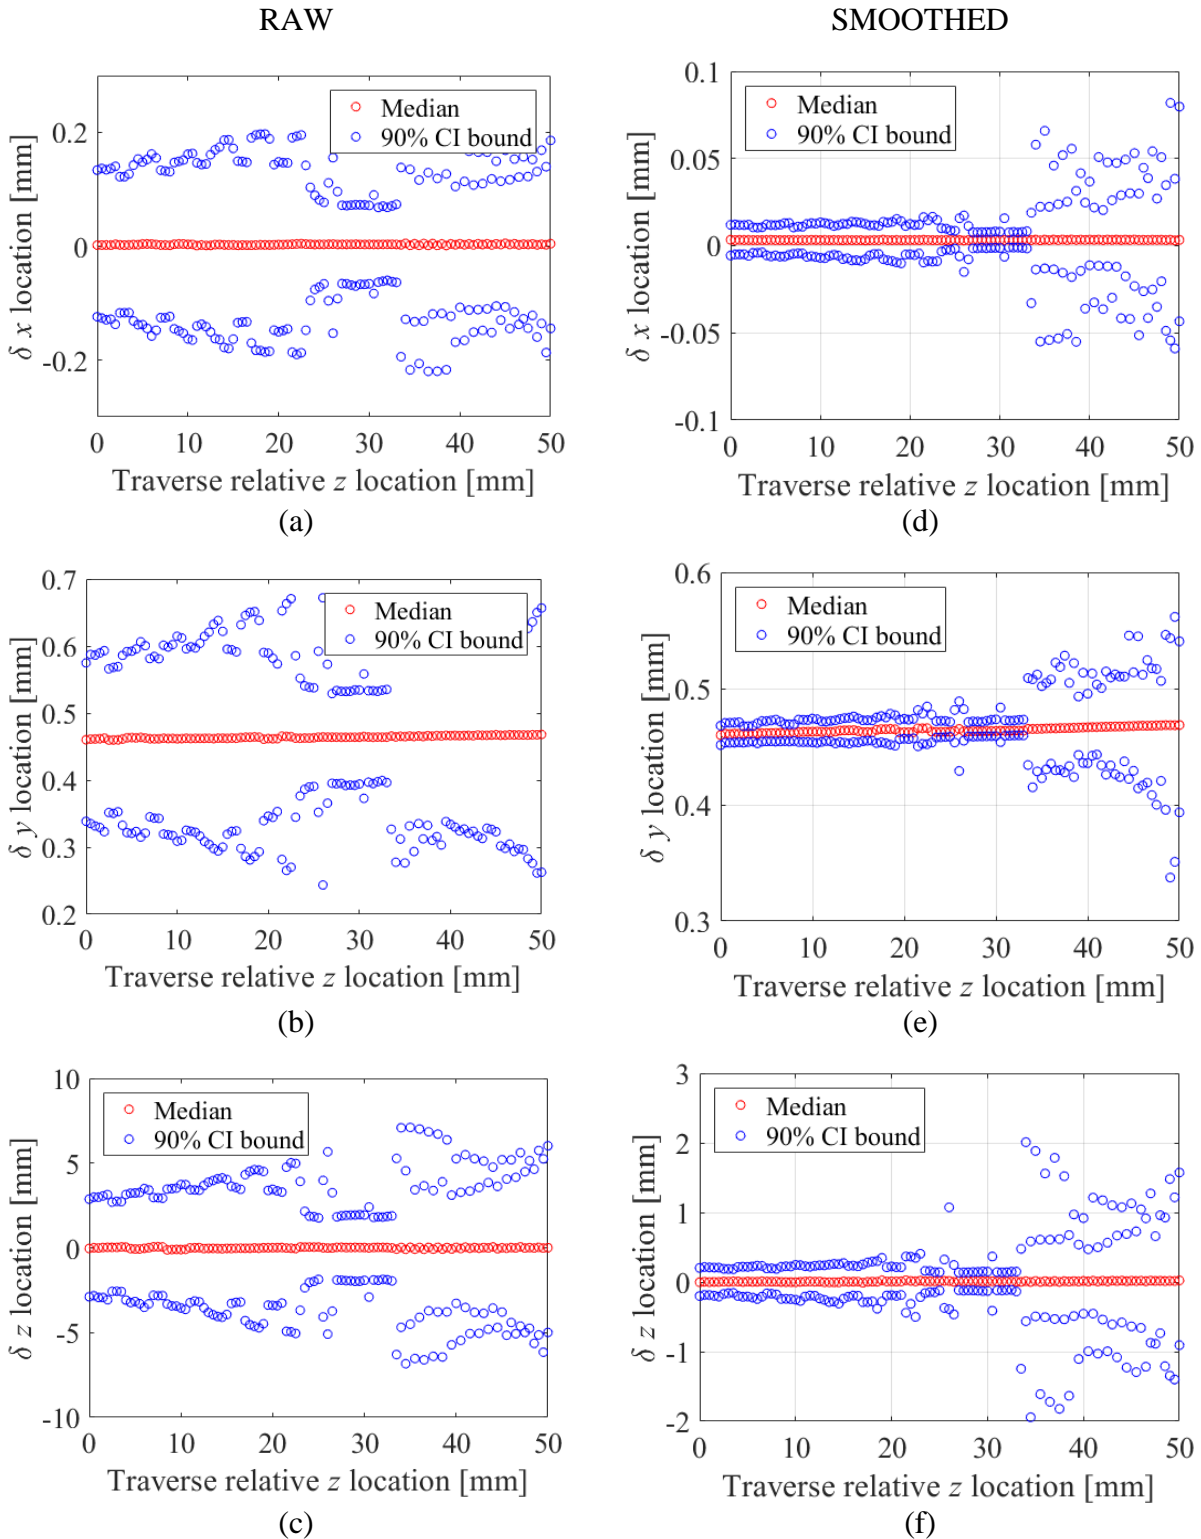 RAW
SMOOTHED
0.2
0
-0.2
δ x location [mm]
Median
90% CI bound
0 10 20 30 40 50
Traverse relative z location [mm]
(a)
0.1
0.05
0
-0.05
-0.1
δ x location [mm]
Median
90% CI bound
0 10 20 30 40 50
Traverse relative z location [mm]
(d)
0.7
0.6
0.5
0.4
0.3
0.2
δ y location [mm]
Median
90% CI bound
0 10 20 30 40 50
Traverse relative z location [mm]
(b)
0.6
0.5
0.4
0.3
δ y location [mm]
Median
90% CI bound
0 10 20 30 40 50
Traverse relative z location [mm]
(e)
10
5
0
-5
-10
δ z location [mm]
Median
90% CI bound
0 10 20 30 40 50
Traverse relative z location [mm]
(c)
3
2
1
0
-1
-2
δ z location [mm]
Median
90% CI bound
0 10 20 30 40 50
Traverse relative z location [mm]
(f)